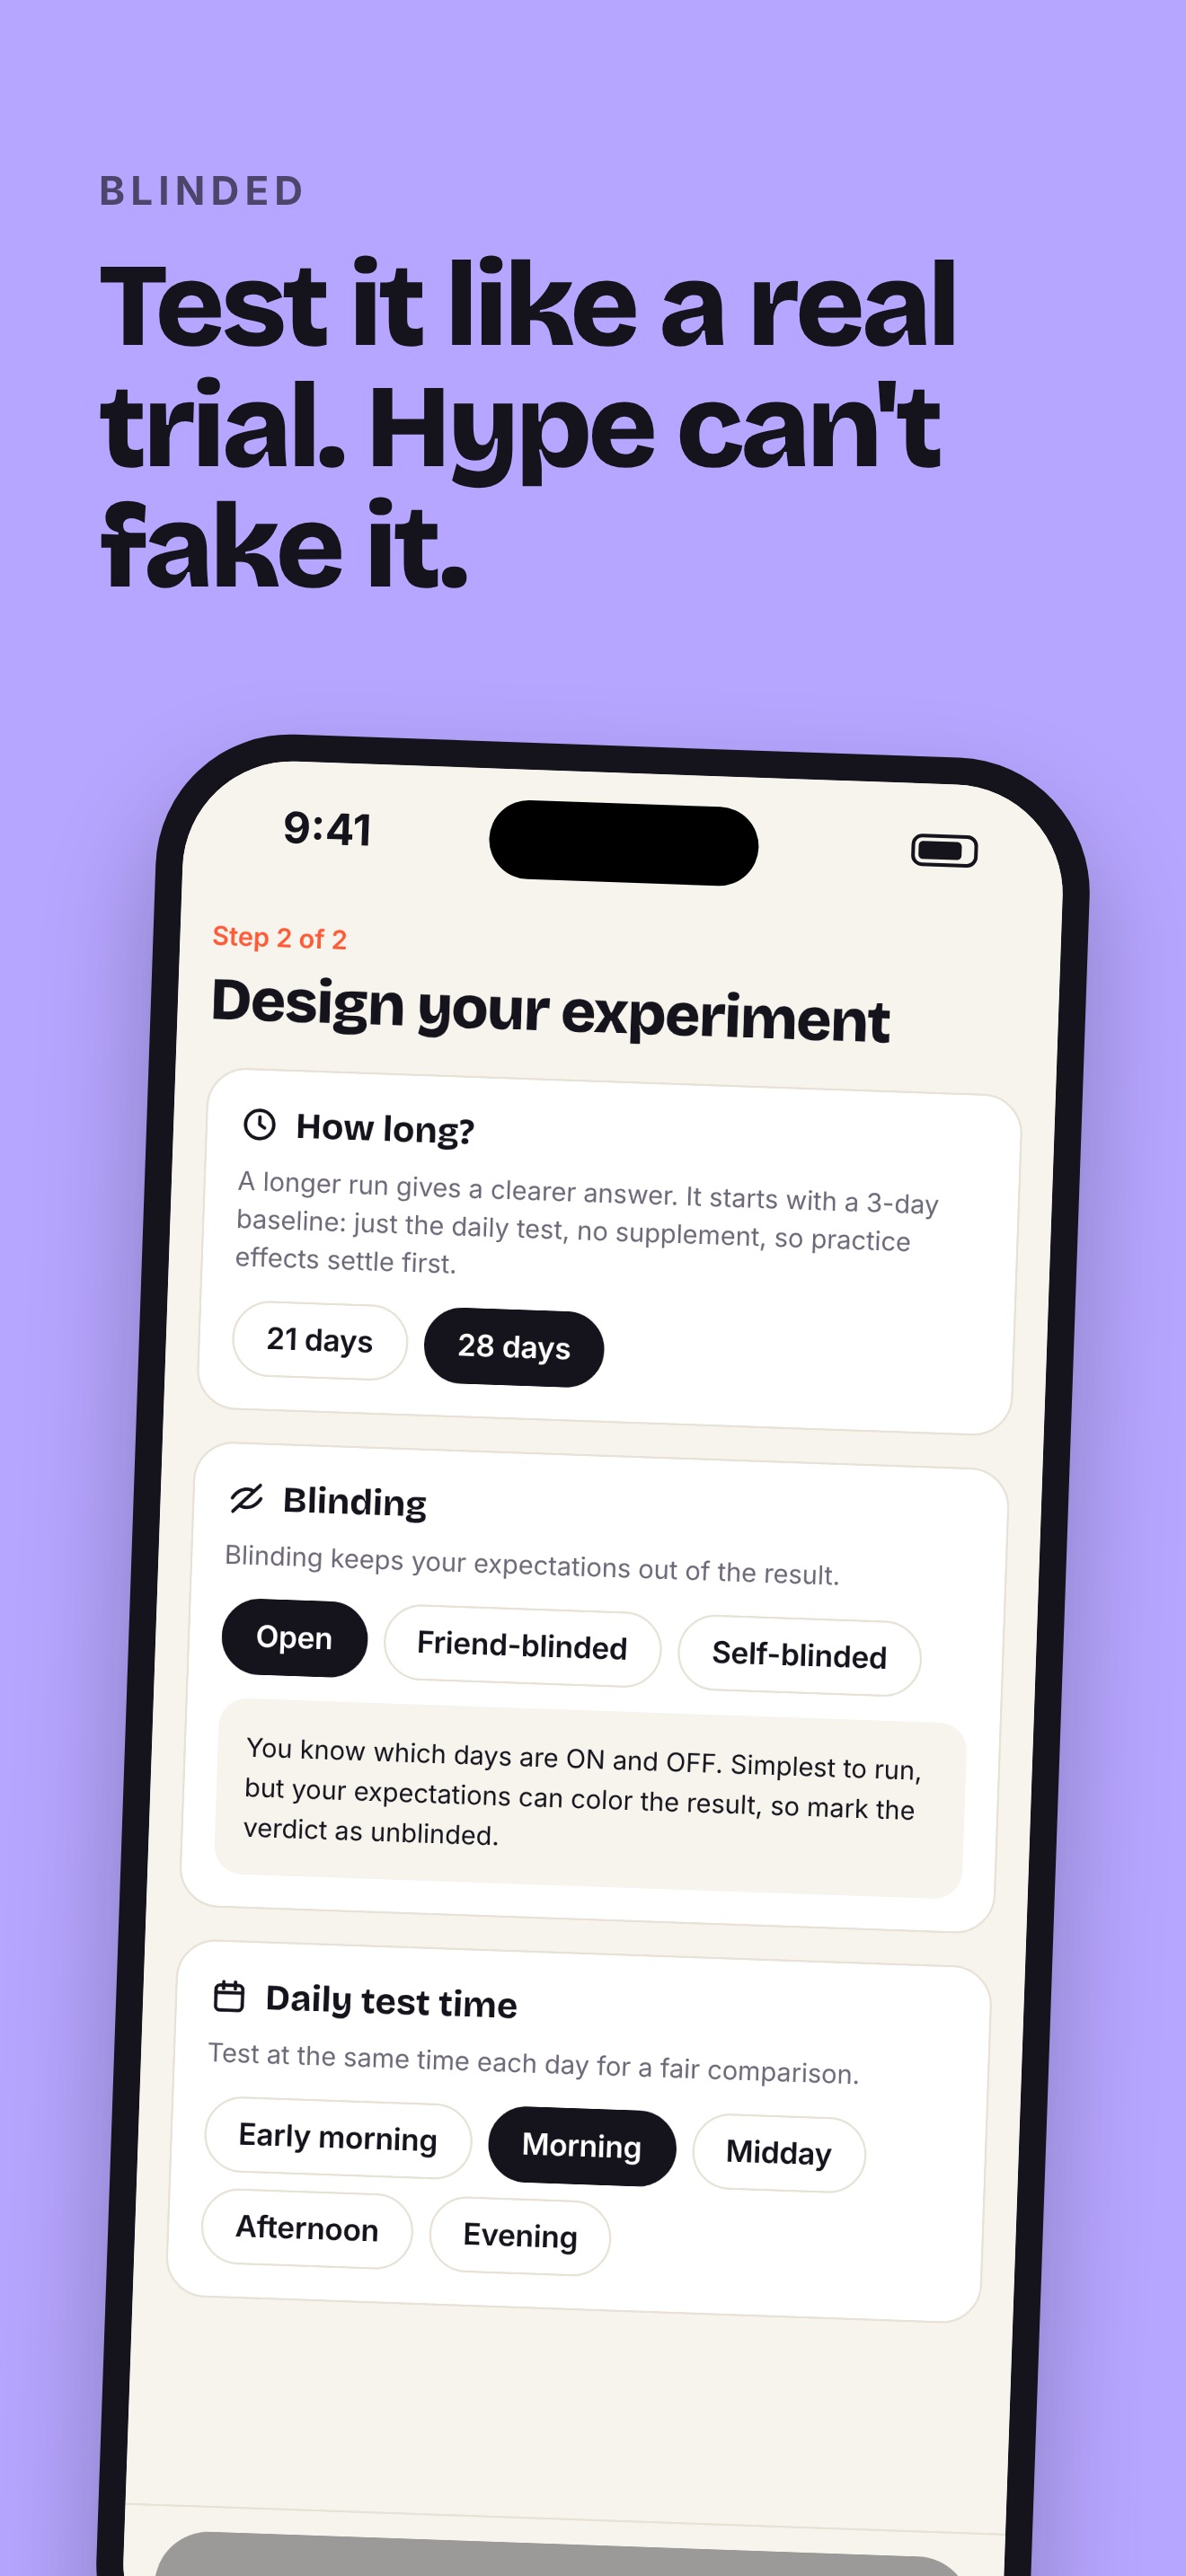 BLINDED
Test it like a real
trial. Hype can't
fake it.
9:41
Step 2 of 2
Design your experiment
How long?
A longer run gives a clearer answer. It starts with a 3-day
baseline: just the daily test, no supplement, so practice
effects settle first.
21 days 28 days
Blinding
Blinding keeps your expectations out of the result.
Open Friend-blinded Self-blinded
You know which days are ON and OFF. Simplest to run,
but your expectations can color the result, so mark the
verdict as unblinded.
Daily test time
Test at the same time each day for a fair comparison.
Early morning Morning Midday
Afternoon Evening